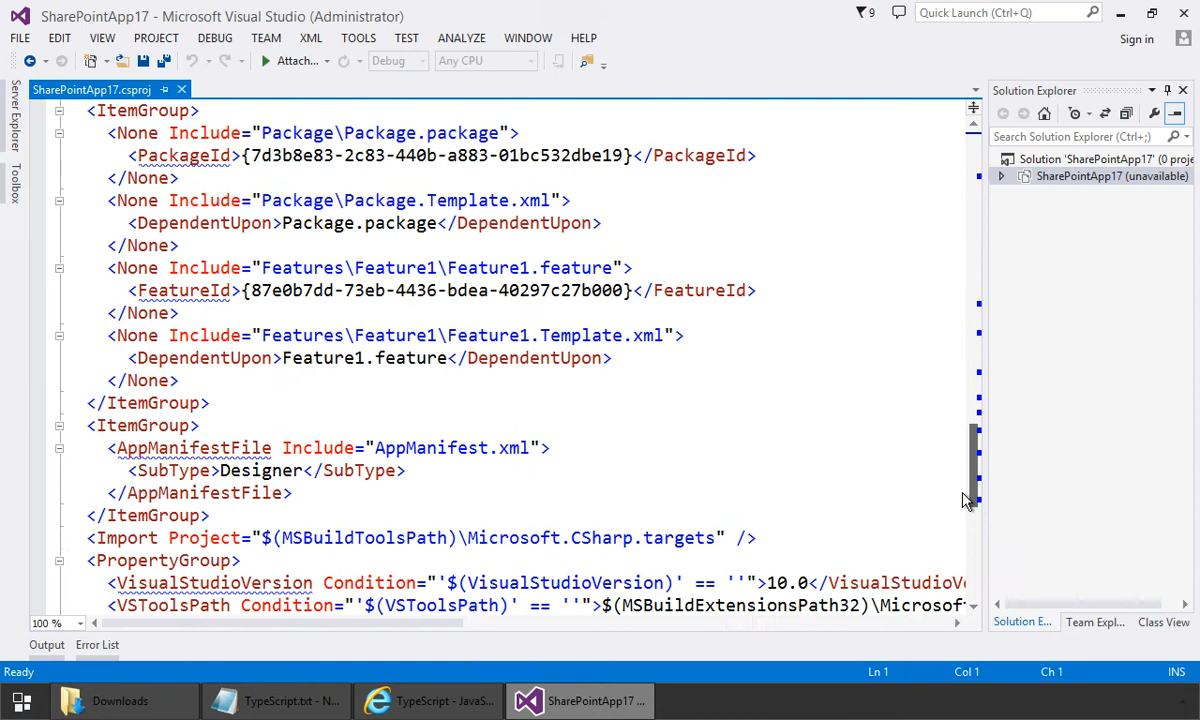 SharePointApp17 - Microsoft Visual Studio (Administrator)
9
Quick Launch (Ctrl+Q)
FILE EDIT VIEW PROJECT DEBUG TEAM XML TOOLS TEST ANALYZE WINDOW HELP
Sign in
Attach...
Debug
Any CPU
Server Explorer
Toolbox
SharePointApp17.csproj
<ItemGroup>
<None Include="Package\Package.package">
<PackageId>{7d3b8e83-2c83-440b-a883-01bc532dbe19}</PackageId>
</None>
<None Include="Package\Package.Template.xml">
<DependentUpon>Package.package</DependentUpon>
</None>
<None Include="Features\Feature1\Feature1.feature">
<FeatureId>{87e0b7dd-73eb-4436-bdea-40297c27b000}</FeatureId>
</None>
<None Include="Features\Feature1\Feature1.Template.xml">
<DependentUpon>Feature1.feature</DependentUpon>
</None>
</ItemGroup>
<ItemGroup>
<AppManifestFile Include="AppManifest.xml">
<SubType>Designer</SubType>
</AppManifestFile>
</ItemGroup>
<Import Project="$(MSBuildToolsPath)\Microsoft.CSharp.targets" />
<PropertyGroup>
<VisualStudioVersion Condition="'$(VisualStudioVersion)' == ''">10.0</VisualStudioV
<VSToolsPath Condition="'$(VSToolsPath)' == ''">$(MSBuildExtensionsPath32)\Microsof
100 %
Solution Explorer
Search Solution Explorer (Ctrl+;)
Solution 'SharePointApp17' (0 proje
SharePointApp17 (unavailable)
Solution E... Team Expl... Class View
Output Error List
Ready
Ln 1
Col 1
Ch 1
INS
Downloads
TypeScript.txt - N...
TypeScript - JavaS...
SharePointApp17 ...